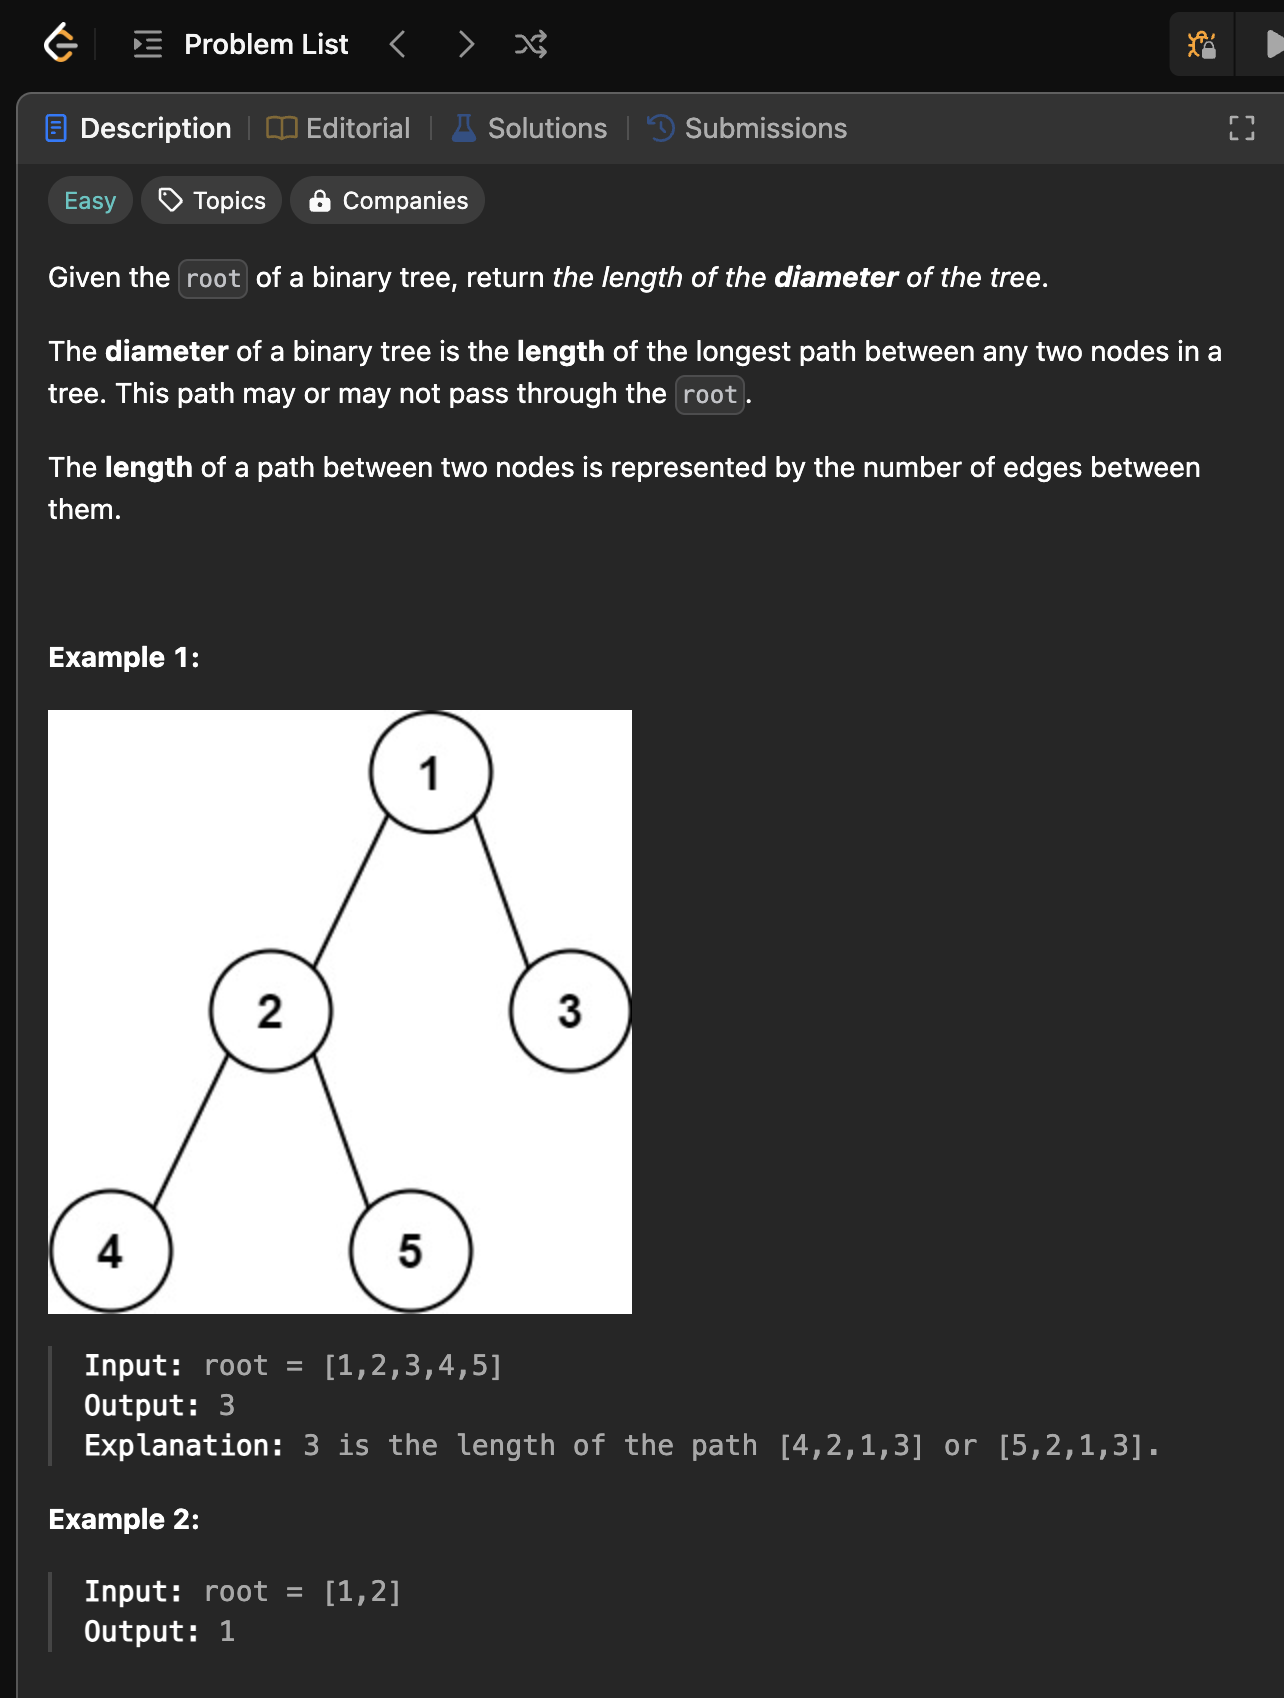 Problem List
Description
Editorial
Solutions
Submissions
Easy
Topics
Companies
Given the root of a binary tree, return the length of the diameter of the tree.
The diameter of a binary tree is the length of the longest path between any two nodes in a
tree. This path may or may not pass through the root.
The length of a path between two nodes is represented by the number of edges between
them.
Example 1:
1
2
3
4
5
Input: root = [1,2,3,4,5]
Output: 3
Explanation: 3 is the length of the path [4,2,1,3] or [5,2,1,3].
Example 2:
Input: root = [1,2]
Output: 1